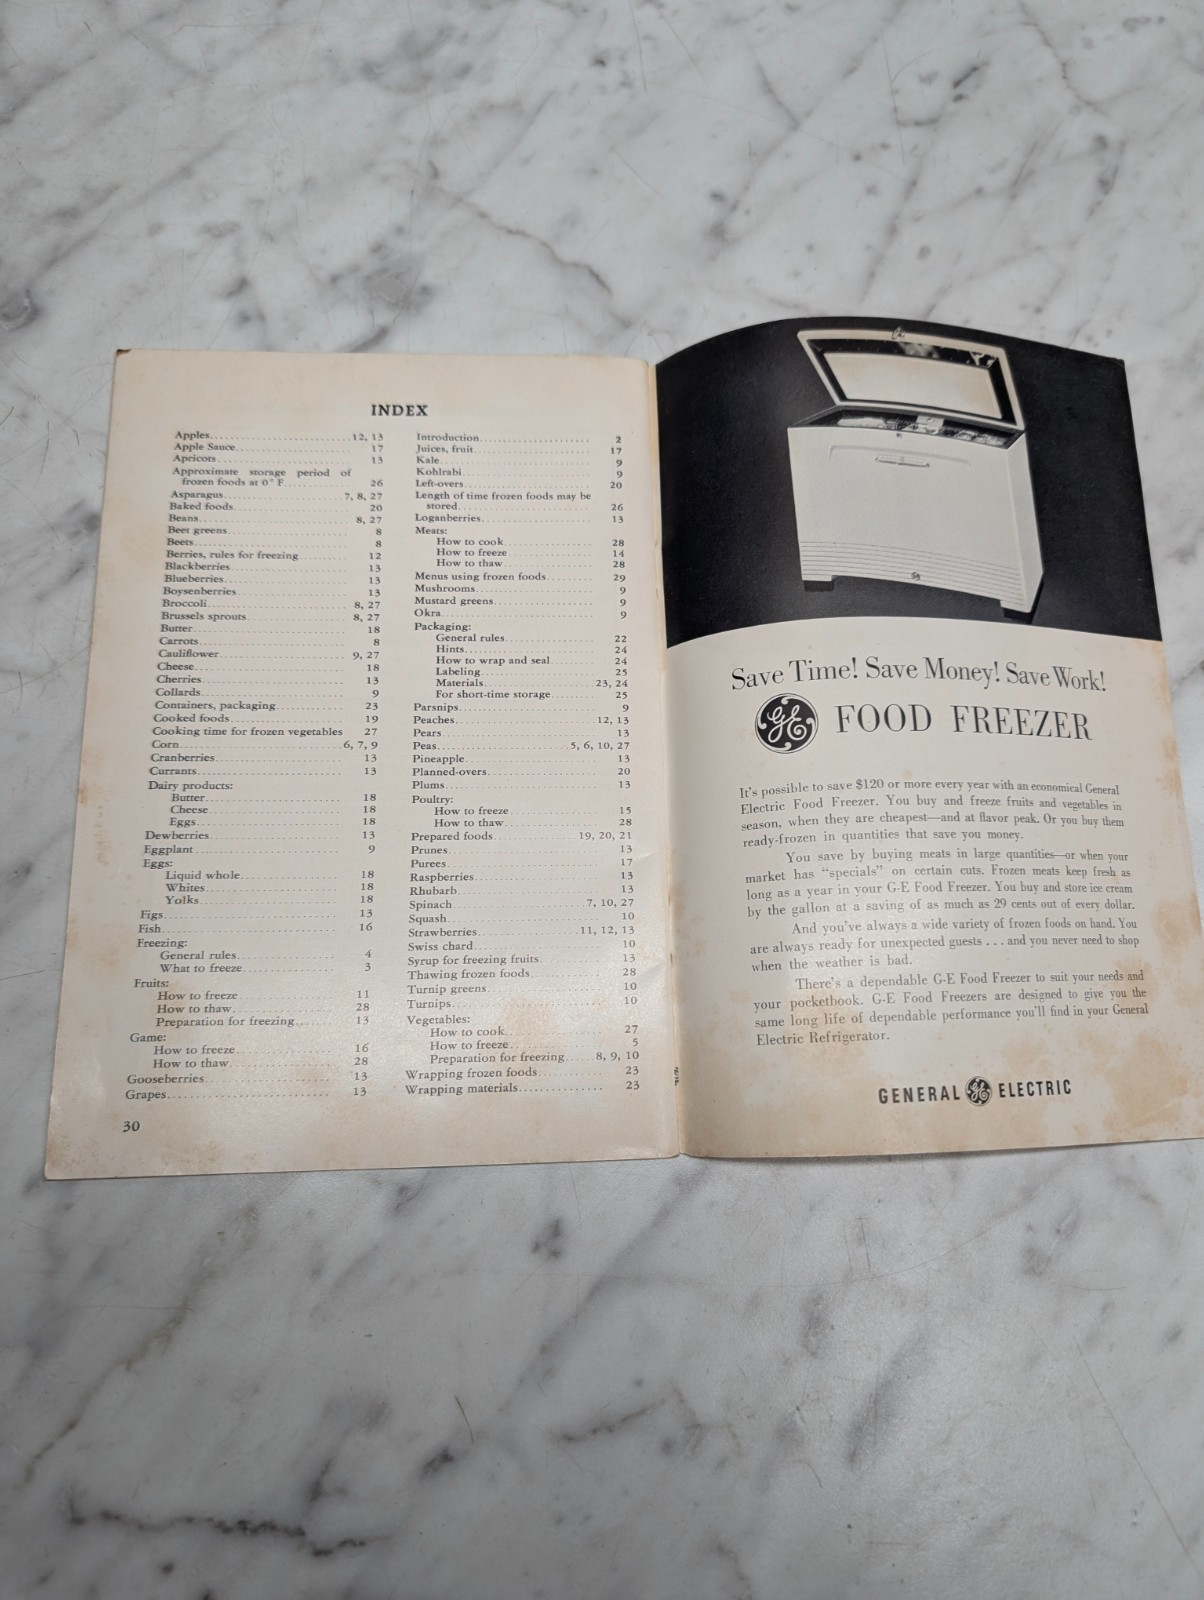 INDEX
Apples 12, 13
Apple Sauce 17
Apricots 13
Approximate storage period of
frozen foods at 0° F. 26
Asparagus 7, 8, 27
Baked foods 20
Beans 8, 27
Beet greens 8
Beets 8
Berries, rules for freezing 12
Blackberries 13
Blueberries 13
Boysenberries 13
Broccoli 8, 27
Brussels sprouts 8, 27
Butter 18
Carrots 8
Cauliflower 9, 27
Cheese 18
Cherries 13
Collards 9
Containers, packaging 23
Cooked foods 19
Cooking time for frozen vegetables 27
Corn 6, 7, 9
Cranberries 13
Currants 13
Dairy products:
Butter 18
Cheese 18
Eggs 18
Dewberries 13
Eggplant 9
Eggs:
Liquid whole 18
Whites 18
Yolks 18
Figs 13
Fish 16
Freezing:
General rules 4
What to freeze 3
Fruits:
How to freeze 11
How to thaw 28
Preparation for freezing 13
Game:
How to freeze 16
How to thaw 28
Gooseberries 13
Grapes 13
30
Introduction 2
Juices, fruit 17
Kale 9
Kohlrabi 9
Left-overs 20
Length of time frozen foods may be
stored 26
Loganberries 13
Meats:
How to cook 28
How to freeze 14
How to thaw 28
Menus using frozen foods 29
Mushrooms 9
Mustard greens 9
Okra 9
Packaging:
General rules 22
Hints 24
How to wrap and seal 24
Labeling 25
Materials 23, 24
For short-time storage 25
Parsnips 9
Peaches 12, 13
Pears 13
Peas 5, 6, 10, 27
Pineapple 13
Planned-overs 20
Plums 13
Poultry:
How to freeze 15
How to thaw 28
Prepared foods 19, 20, 21
Prunes 13
Purees 17
Raspberries 13
Rhubarb 13
Spinach 7, 10, 27
Squash 10
Strawberries 11, 12, 13
Swiss chard 10
Syrup for freezing fruits 13
Thawing frozen foods 28
Turnip greens 10
Turnips 10
Vegetables:
How to cook 27
How to freeze 5
Preparation for freezing 8, 9, 10
Wrapping frozen foods 23
Wrapping materials 23
Save Time! Save Money! Save Work!
GE FOOD FREEZER
It's possible to save $120 or more every year with an economical General
Electric Food Freezer. You buy and freeze fruits and vegetables in
season, when they are cheapest—and at flavor peak. Or you buy them
ready-frozen in quantities that save you money.
You save by buying meats in large quantities—or when your
market has "specials" on certain cuts. Frozen meats keep fresh as
long as a year in your G-E Food Freezer. You buy and store ice cream
by the gallon at a saving of as much as 29 cents out of every dollar.
And you've always a wide variety of frozen foods on hand. You
are always ready for unexpected guests . . . and you never need to shop
when the weather is bad.
There's a dependable G-E Food Freezer to suit your needs and
your pocketbook. G-E Food Freezers are designed to give you the
same long life of dependable performance you'll find in your General
Electric Refrigerator.
GENERAL GE ELECTRIC